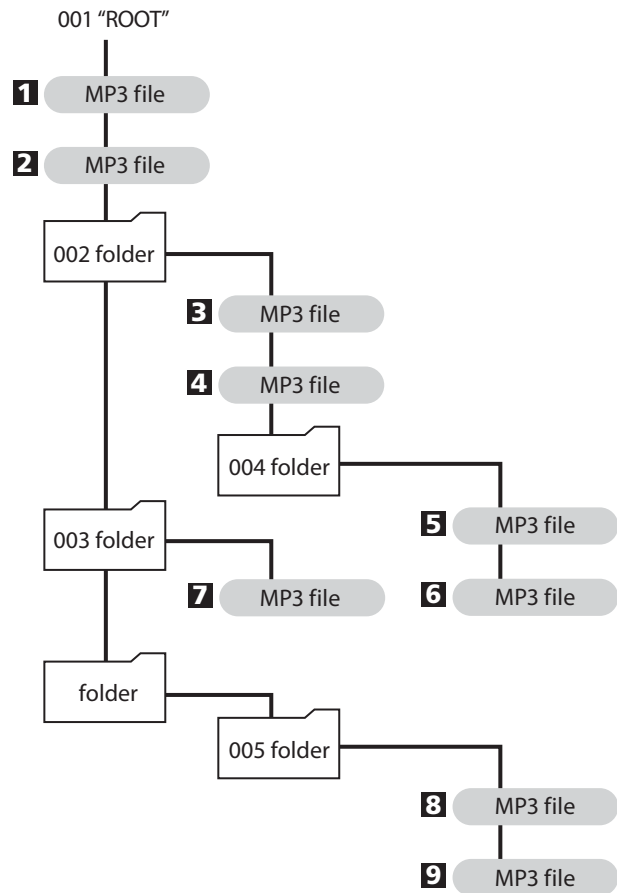 001 “ROOT”
1 MP3 file
2 MP3 file
002 folder
3 MP3 file
4 MP3 file
004 folder
003 folder
5 MP3 file
7 MP3 file
6 MP3 file
folder
005 folder
8 MP3 file
9 MP3 file